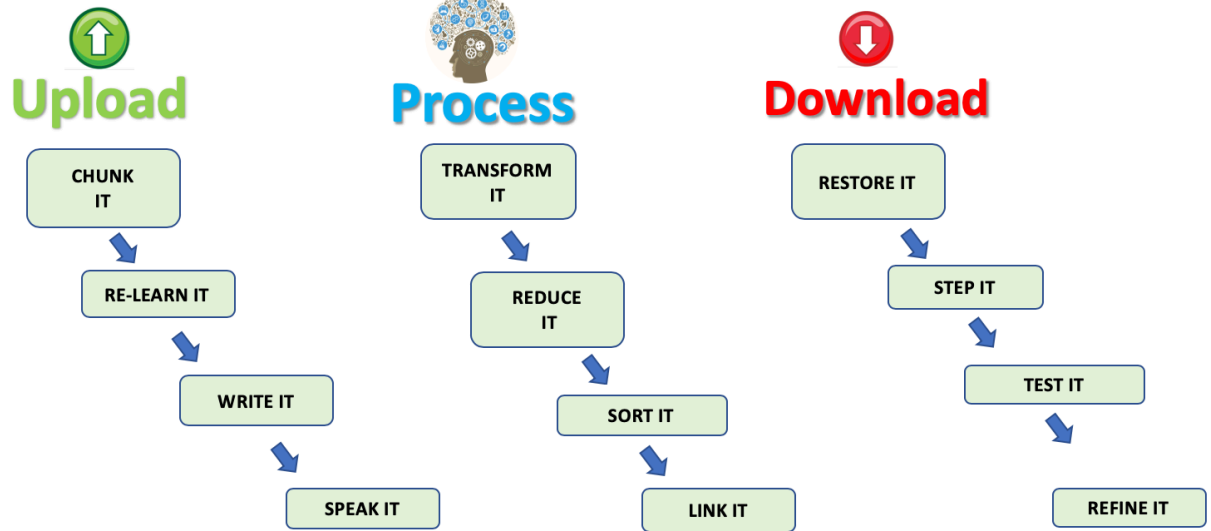 Upload
CHUNK
IT
RE-LEARN IT
WRITE IT
SPEAK IT
Process
TRANSFORM
IT
REDUCE
IT
SORT IT
LINK IT
Download
RESTORE IT
STEP IT
TEST IT
REFINE IT